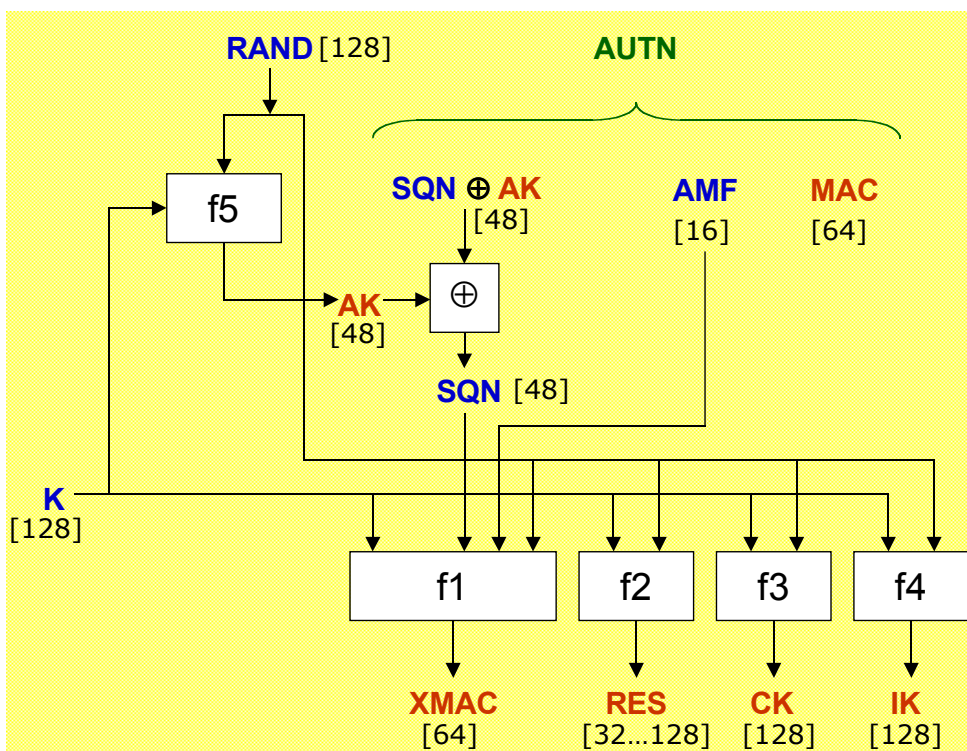 RAND [128] AUTN
SQN ⊕ AK AMF MAC
[48] [16] [64]
f5
⊕
AK
[48]
SQN [48]
K
[128]
f1 f2 f3 f4
XMAC RES CK IK
[64] [32...128] [128] [128]